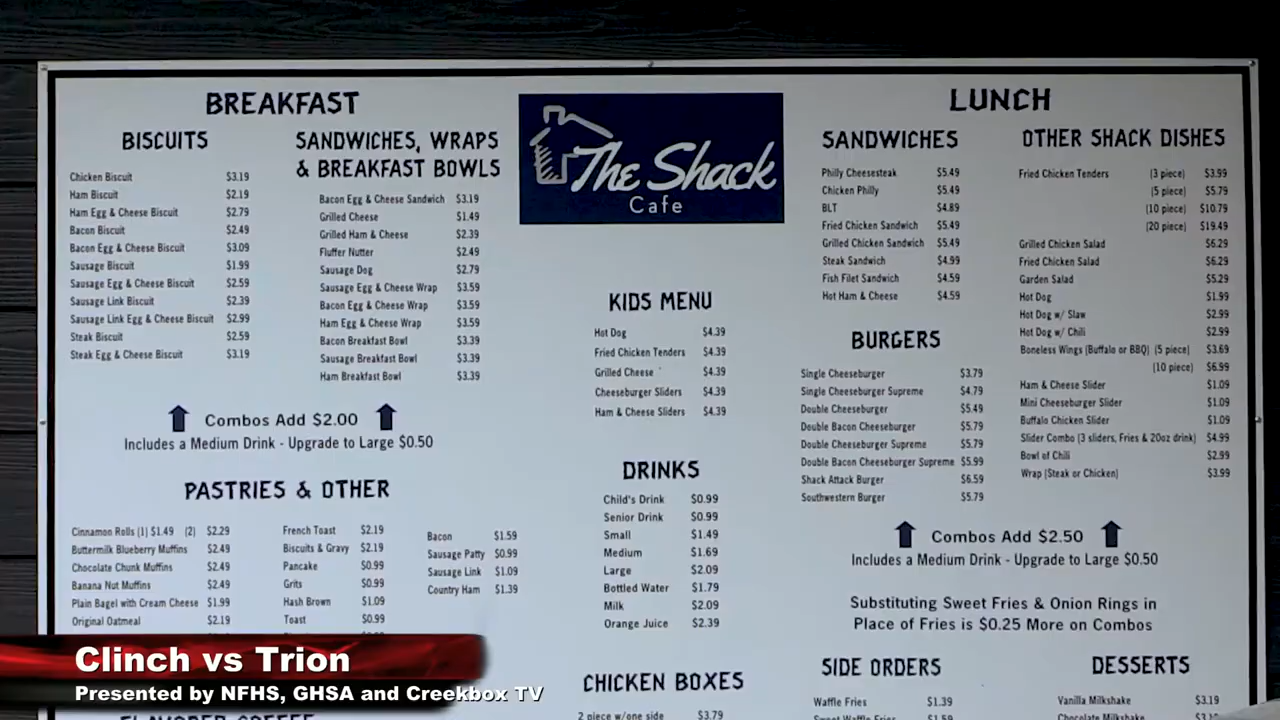 BREAKFAST
BISCUITS
Chicken Biscuit $3.19
Ham Biscuit $2.19
Ham Egg & Cheese Biscuit $2.79
Bacon Biscuit $2.49
Bacon Egg & Cheese Biscuit $3.09
Sausage Biscuit $1.99
Sausage Egg & Cheese Biscuit $2.59
Sausage Link Biscuit $2.39
Sausage Link Egg & Cheese Biscuit $2.99
Steak Biscuit $2.59
Steak Egg & Cheese Biscuit $3.19
SANDWICHES, WRAPS
& BREAKFAST BOWLS
Bacon Egg & Cheese Sandwich $3.19
Grilled Cheese $1.49
Grilled Ham & Cheese $2.39
Fluffer Nutter $2.49
Sausage Dog $2.79
Sausage Egg & Cheese Wrap $3.59
Bacon Egg & Cheese Wrap $3.59
Ham Egg & Cheese Wrap $3.59
Bacon Breakfast Bowl $3.39
Sausage Breakfast Bowl $3.39
Ham Breakfast Bowl $3.39
Combos Add $2.00
Includes a Medium Drink - Upgrade to Large $0.50
PASTRIES & OTHER
Cinnamon Rolls (1) $1.49 (2) $2.29
Buttermilk Blueberry Muffins $2.49
Chocolate Chunk Muffins $2.49
Banana Nut Muffins $2.49
Plain Bagel with Cream Cheese $1.99
Original Oatmeal $2.19
French Toast $2.19
Biscuits & Gravy $2.19
Pancake $0.99
Grits $0.99
Hash Brown $1.09
Toast $0.99
Bacon $1.59
Sausage Patty $0.99
Sausage Link $1.09
Country Ham $1.39
The Shack
Cafe
KIDS MENU
Hot Dog $4.39
Fried Chicken Tenders $4.39
Grilled Cheese $4.39
Cheeseburger Sliders $4.39
Ham & Cheese Sliders $4.39
DRINKS
Child's Drink $0.99
Senior Drink $0.99
Small $1.49
Medium $1.69
Large $2.09
Bottled Water $1.79
Milk $2.09
Orange Juice $2.39
CHICKEN BOXES
2 piece w/one side $3.79
LUNCH
SANDWICHES
Philly Cheesesteak $5.49
Chicken Philly $5.49
BLT $4.89
Fried Chicken Sandwich $5.49
Grilled Chicken Sandwich $5.49
Steak Sandwich $4.99
Fish Filet Sandwich $4.59
Hot Ham & Cheese $4.59
BURGERS
Single Cheeseburger $3.79
Single Cheeseburger Supreme $4.79
Double Cheeseburger $5.49
Double Bacon Cheeseburger $5.79
Double Cheeseburger Supreme $5.79
Double Bacon Cheeseburger Supreme $5.99
Shack Attack Burger $6.59
Southwestern Burger $5.79
OTHER SHACK DISHES
Fried Chicken Tenders (3 piece) $3.99
(5 piece) $5.79
(10 piece) $10.79
(20 piece) $19.49
Grilled Chicken Salad $6.29
Fried Chicken Salad $6.29
Garden Salad $5.29
Hot Dog $1.99
Hot Dog w/ Slaw $2.99
Hot Dog w/ Chili $2.99
Boneless Wings (Buffalo or BBQ) (5 piece) $3.69
(10 piece) $6.99
Ham & Cheese Slider $1.09
Mini Cheeseburger Slider $1.09
Buffalo Chicken Slider $1.09
Slider Combo (3 sliders, Fries & 20oz drink) $4.99
Bowl of Chili $2.99
Wrap (Steak or Chicken) $3.99
Combos Add $2.50
Includes a Medium Drink - Upgrade to Large $0.50
Substituting Sweet Fries & Onion Rings in
Place of Fries is $0.25 More on Combos
SIDE ORDERS
Waffle Fries $1.39
Sweet Waffle Fries $1.59
DESSERTS
Vanilla Milkshake $3.19
Chocolate Milkshake
Clinch vs Trion
Presented by NFHS, GHSA and Creekbox TV